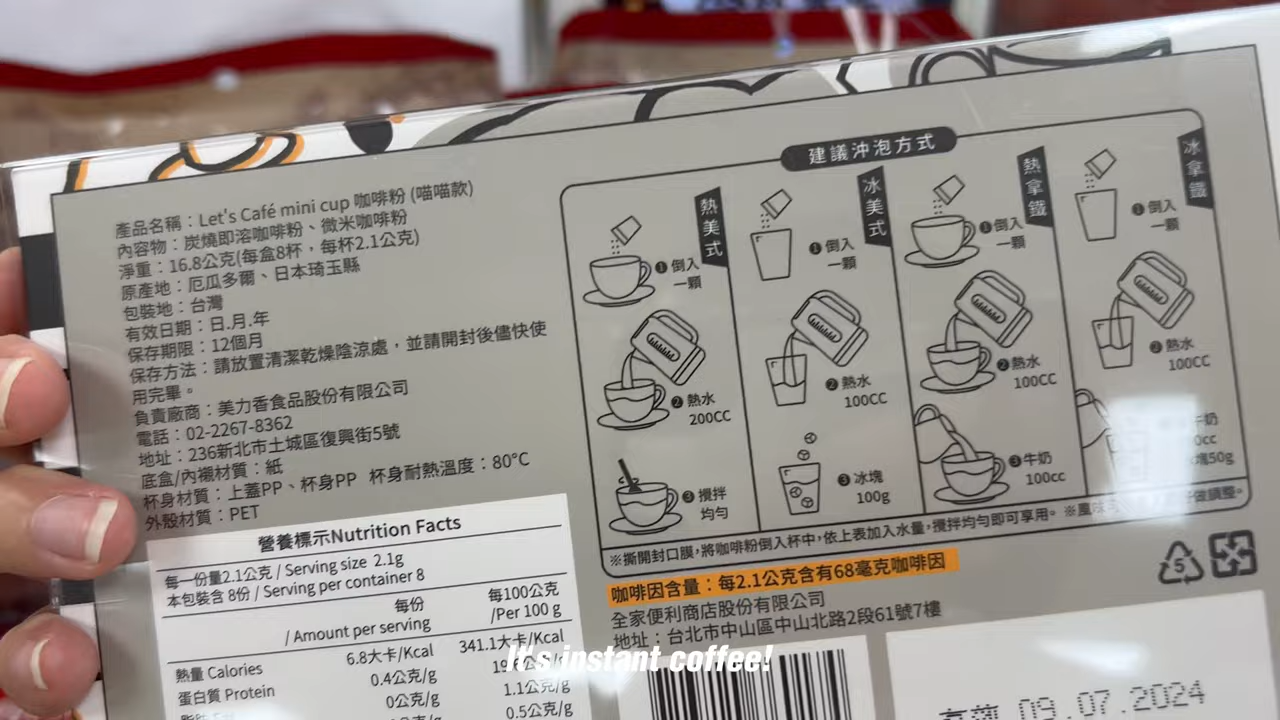 產品名稱：Let's Café mini cup 咖啡粉 (喵喵款)
內容物：炭燒即溶咖啡粉、微米咖啡粉
淨重：16.8公克(每盒8杯，每杯2.1公克)
原產地：厄瓜多爾、日本琦玉縣
包裝地：台灣
有效日期：日.月.年
保存期限：12個月
保存方法：請放置清潔乾燥陰涼處，並請開封後儘快使
用完畢。
負責廠商：美力香食品股份有限公司
電話：02-2267-8362
地址：236新北市土城區復興街5號
底盒/內襯材質：紙
杯身材質：上蓋PP、杯身PP 杯身耐熱溫度：80°C
外殼材質：PET
營養標示Nutrition Facts
每一份量2.1公克 / Serving size 2.1g
本包裝含 8份 / Serving per container 8
每份 每100公克
/ Amount per serving /Per 100 g
熱量 Calories 6.8大卡/Kcal 341.1大卡/Kcal
蛋白質 Protein 0.4公克/g
0公克/g 1.1公克/g
0.5公克/g
建議沖泡方式
熱美式
❶倒入
一顆
❷熱水
200CC
❸攪拌
均勻
冰美式
❶倒入
一顆
❷熱水
100CC
❸冰塊
100g
熱拿鐵
❶倒入
一顆
❷熱水
100CC
❸牛奶
100cc
冰拿鐵
❶倒入
一顆
❷熱水
100CC
牛奶
塊50g
※撕開封口膜，將咖啡粉倒入杯中，依上表加入水量，攪拌均勻即可享用。 ※風味 做調整。
咖啡因含量：每2.1公克含有68毫克咖啡因
全家便利商店股份有限公司
地址：台北市中山區中山北路2段61號7樓
5
09.07.2024
It's instant coffee!